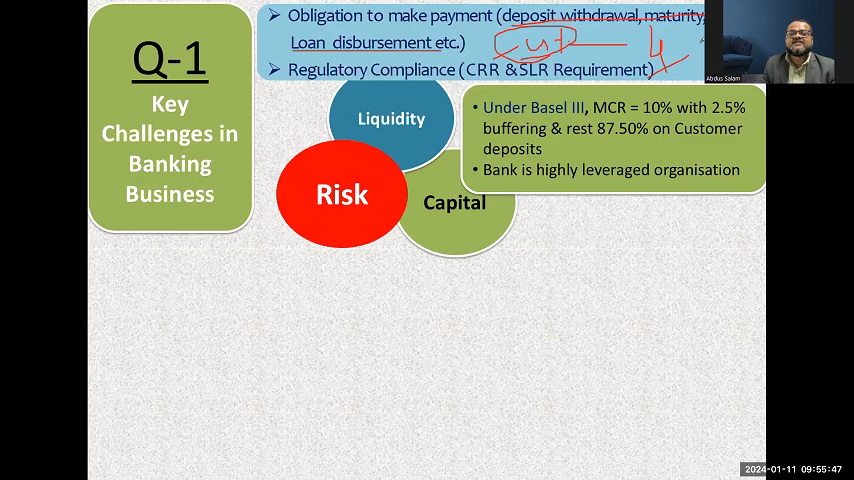 Q-1
Key
Challenges in
Banking
Business
➢ Obligation to make payment (deposit withdrawal, maturity,
Loan disbursement etc.)
➢ Regulatory Compliance (CRR & SLR Requirement)
Abdus Salam
Liquidity
Risk
Capital
• Under Basel III, MCR = 10% with 2.5%
buffering & rest 87.50% on Customer
deposits
• Bank is highly leveraged organisation
2024-01-11 09:55:47